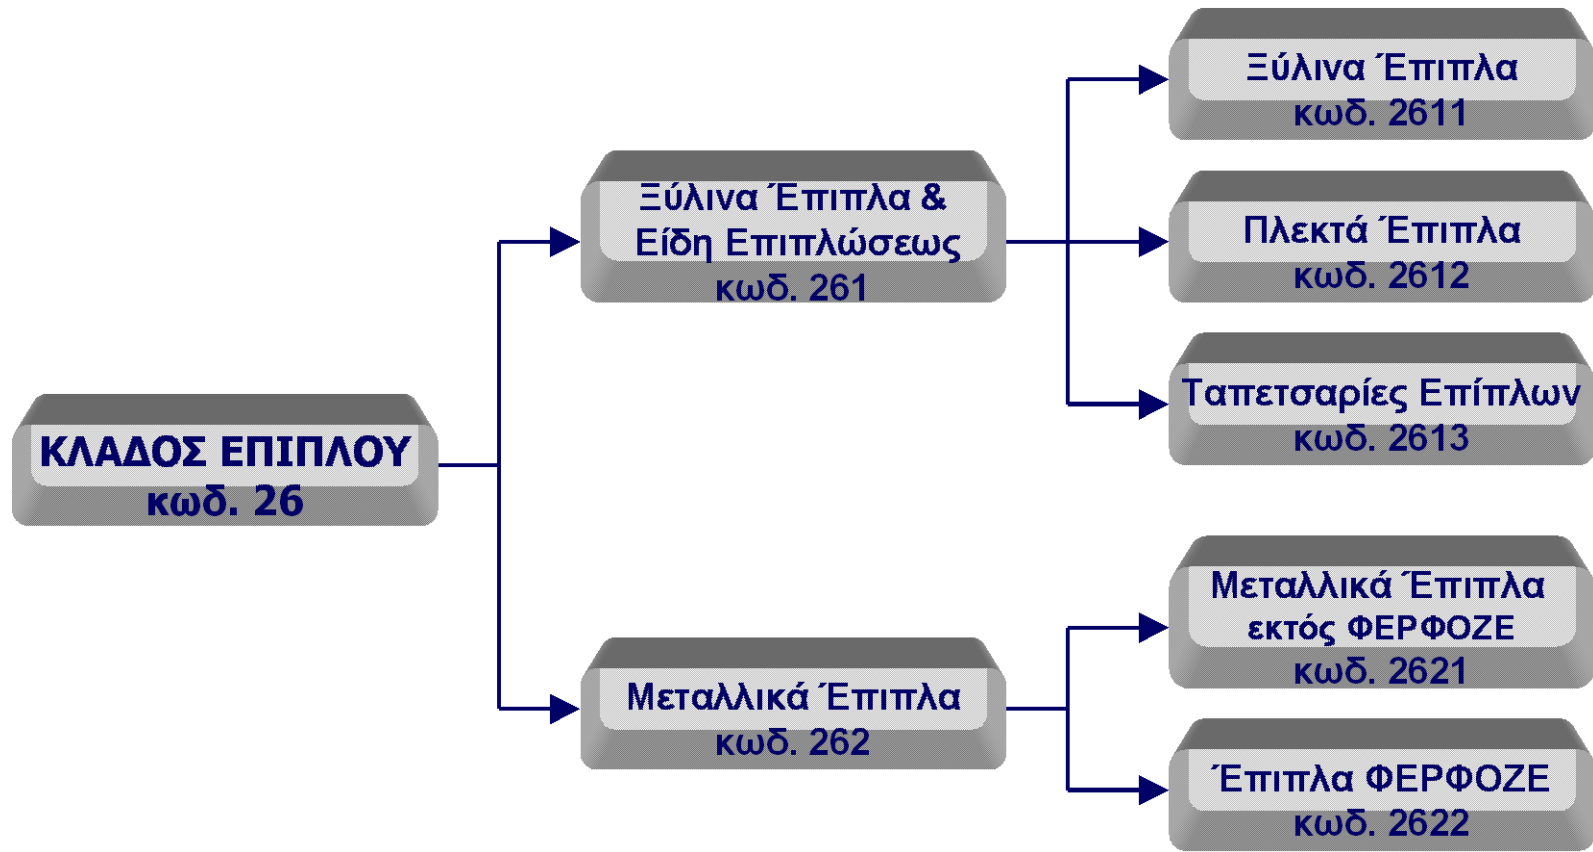 ΚΛΑΔΟΣ ΕΠΙΠΛΟΥ
κωδ. 26
Ξύλινα Έπιπλα &
Είδη Επιπλώσεως
κωδ. 261
Ξύλινα Έπιπλα
κωδ. 2611
Πλεκτά Έπιπλα
κωδ. 2612
Ταπετσαρίες Επίπλων
κωδ. 2613
Μεταλλικά Έπιπλα
κωδ. 262
Μεταλλικά Έπιπλα
εκτός ΦΕΡΦΟΖΕ
κωδ. 2621
Έπιπλα ΦΕΡΦΟΖΕ
κωδ. 2622